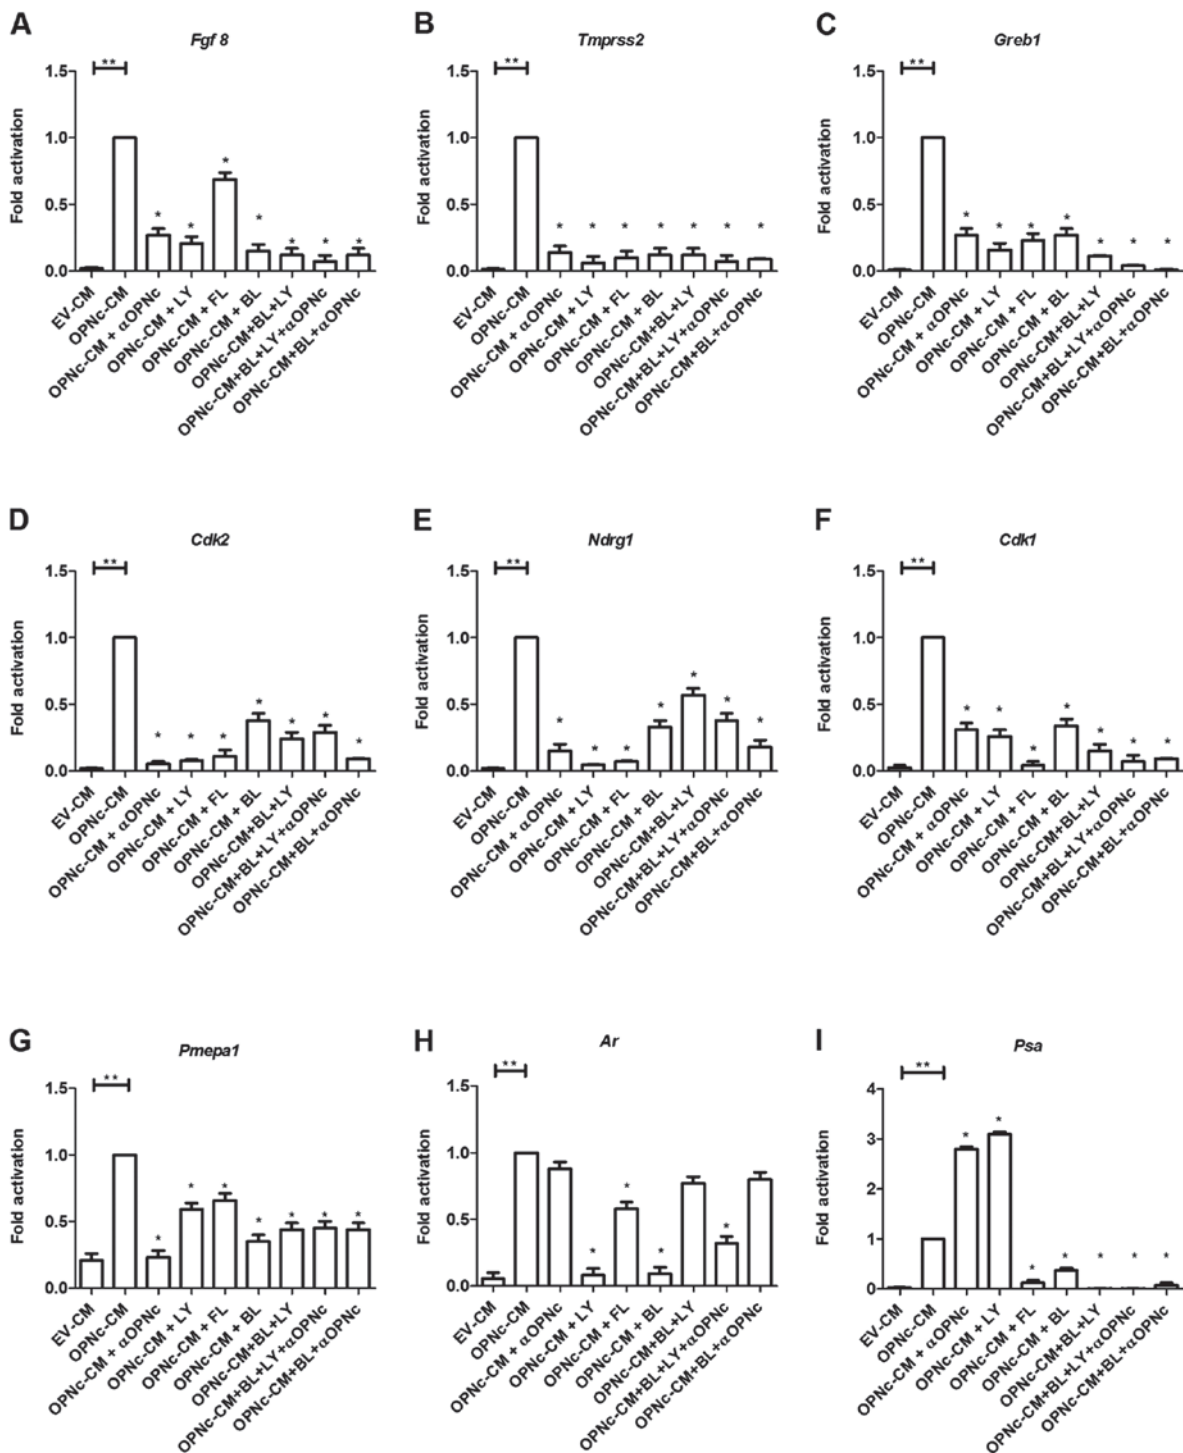 A
Fgf 8
**
Fold activation
1.5
1.0
0.5
0.0
* * * * * * *
EV-CM
OPNc-CM
OPNc-CM + αOPNc
OPNc-CM + LY
OPNc-CM + FL
OPNc-CM + BL
OPNc-CM+BL+LY
OPNc-CM+BL+LY+αOPNc
OPNc-CM+BL+αOPNc
B
Tmprss2
**
Fold activation
1.5
1.0
0.5
0.0
* * * * * * *
EV-CM
OPNc-CM
OPNc-CM + αOPNc
OPNc-CM + LY
OPNc-CM + FL
OPNc-CM + BL
OPNc-CM+BL+LY
OPNc-CM+BL+LY+αOPNc
OPNc-CM+BL+αOPNc
C
Greb1
**
Fold activation
1.5
1.0
0.5
0.0
* * * * * * *
EV-CM
OPNc-CM
OPNc-CM + αOPNc
OPNc-CM + LY
OPNc-CM + FL
OPNc-CM + BL
OPNc-CM+BL+LY
OPNc-CM+BL+LY+αOPNc
OPNc-CM+BL+αOPNc
D
Cdk2
**
Fold activation
1.5
1.0
0.5
0.0
* * * * * * *
EV-CM
OPNc-CM
OPNc-CM + αOPNc
OPNc-CM + LY
OPNc-CM + FL
OPNc-CM + BL
OPNc-CM+BL+LY
OPNc-CM+BL+LY+αOPNc
OPNc-CM+BL+αOPNc
E
Ndrg1
**
Fold activation
1.5
1.0
0.5
0.0
* * * * * * *
EV-CM
OPNc-CM
OPNc-CM + αOPNc
OPNc-CM + LY
OPNc-CM + FL
OPNc-CM + BL
OPNc-CM+BL+LY
OPNc-CM+BL+LY+αOPNc
OPNc-CM+BL+αOPNc
F
Cdk1
**
Fold activation
1.5
1.0
0.5
0.0
* * * * * * *
EV-CM
OPNc-CM
OPNc-CM + αOPNc
OPNc-CM + LY
OPNc-CM + FL
OPNc-CM + BL
OPNc-CM+BL+LY
OPNc-CM+BL+LY+αOPNc
OPNc-CM+BL+αOPNc
G
Pmepa1
**
Fold activation
1.5
1.0
0.5
0.0
* * * * * * *
EV-CM
OPNc-CM
OPNc-CM + αOPNc
OPNc-CM + LY
OPNc-CM + FL
OPNc-CM + BL
OPNc-CM+BL+LY
OPNc-CM+BL+LY+αOPNc
OPNc-CM+BL+αOPNc
H
Ar
**
Fold activation
1.5
1.0
0.5
0.0
* * * *
EV-CM
OPNc-CM
OPNc-CM + αOPNc
OPNc-CM + LY
OPNc-CM + FL
OPNc-CM + BL
OPNc-CM+BL+LY
OPNc-CM+BL+LY+αOPNc
OPNc-CM+BL+αOPNc
I
Psa
**
Fold activation
4
3
2
1
0
* * * * * * *
EV-CM
OPNc-CM
OPNc-CM + αOPNc
OPNc-CM + LY
OPNc-CM + FL
OPNc-CM + BL
OPNc-CM+BL+LY
OPNc-CM+BL+LY+αOPNc
OPNc-CM+BL+αOPNc